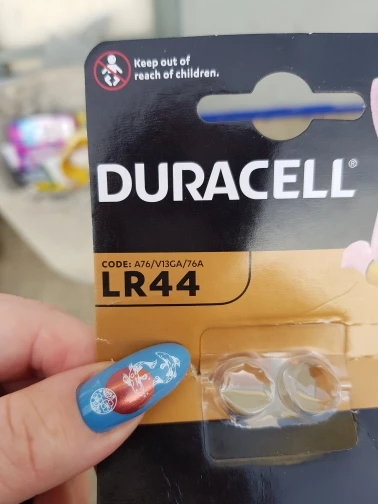 Keep out of
reach of children.
DURACELL®
CODE: A76/V13GA/76A
LR44